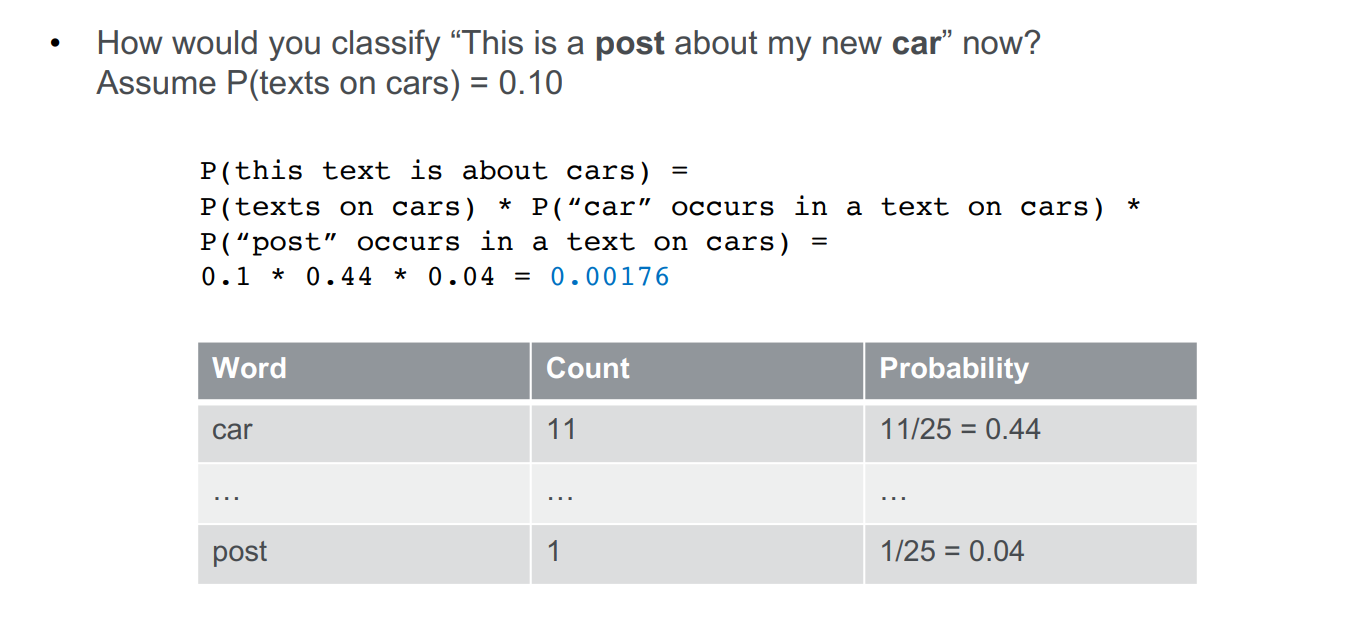 • How would you classify “This is a post about my new car” now?
Assume P(texts on cars) = 0.10
P(this text is about cars) =
P(texts on cars) * P(“car” occurs in a text on cars) *
P(“post” occurs in a text on cars) =
0.1 * 0.44 * 0.04 = 0.00176
Word Count Probability
car 11 11/25 = 0.44
… … …
post 1 1/25 = 0.04